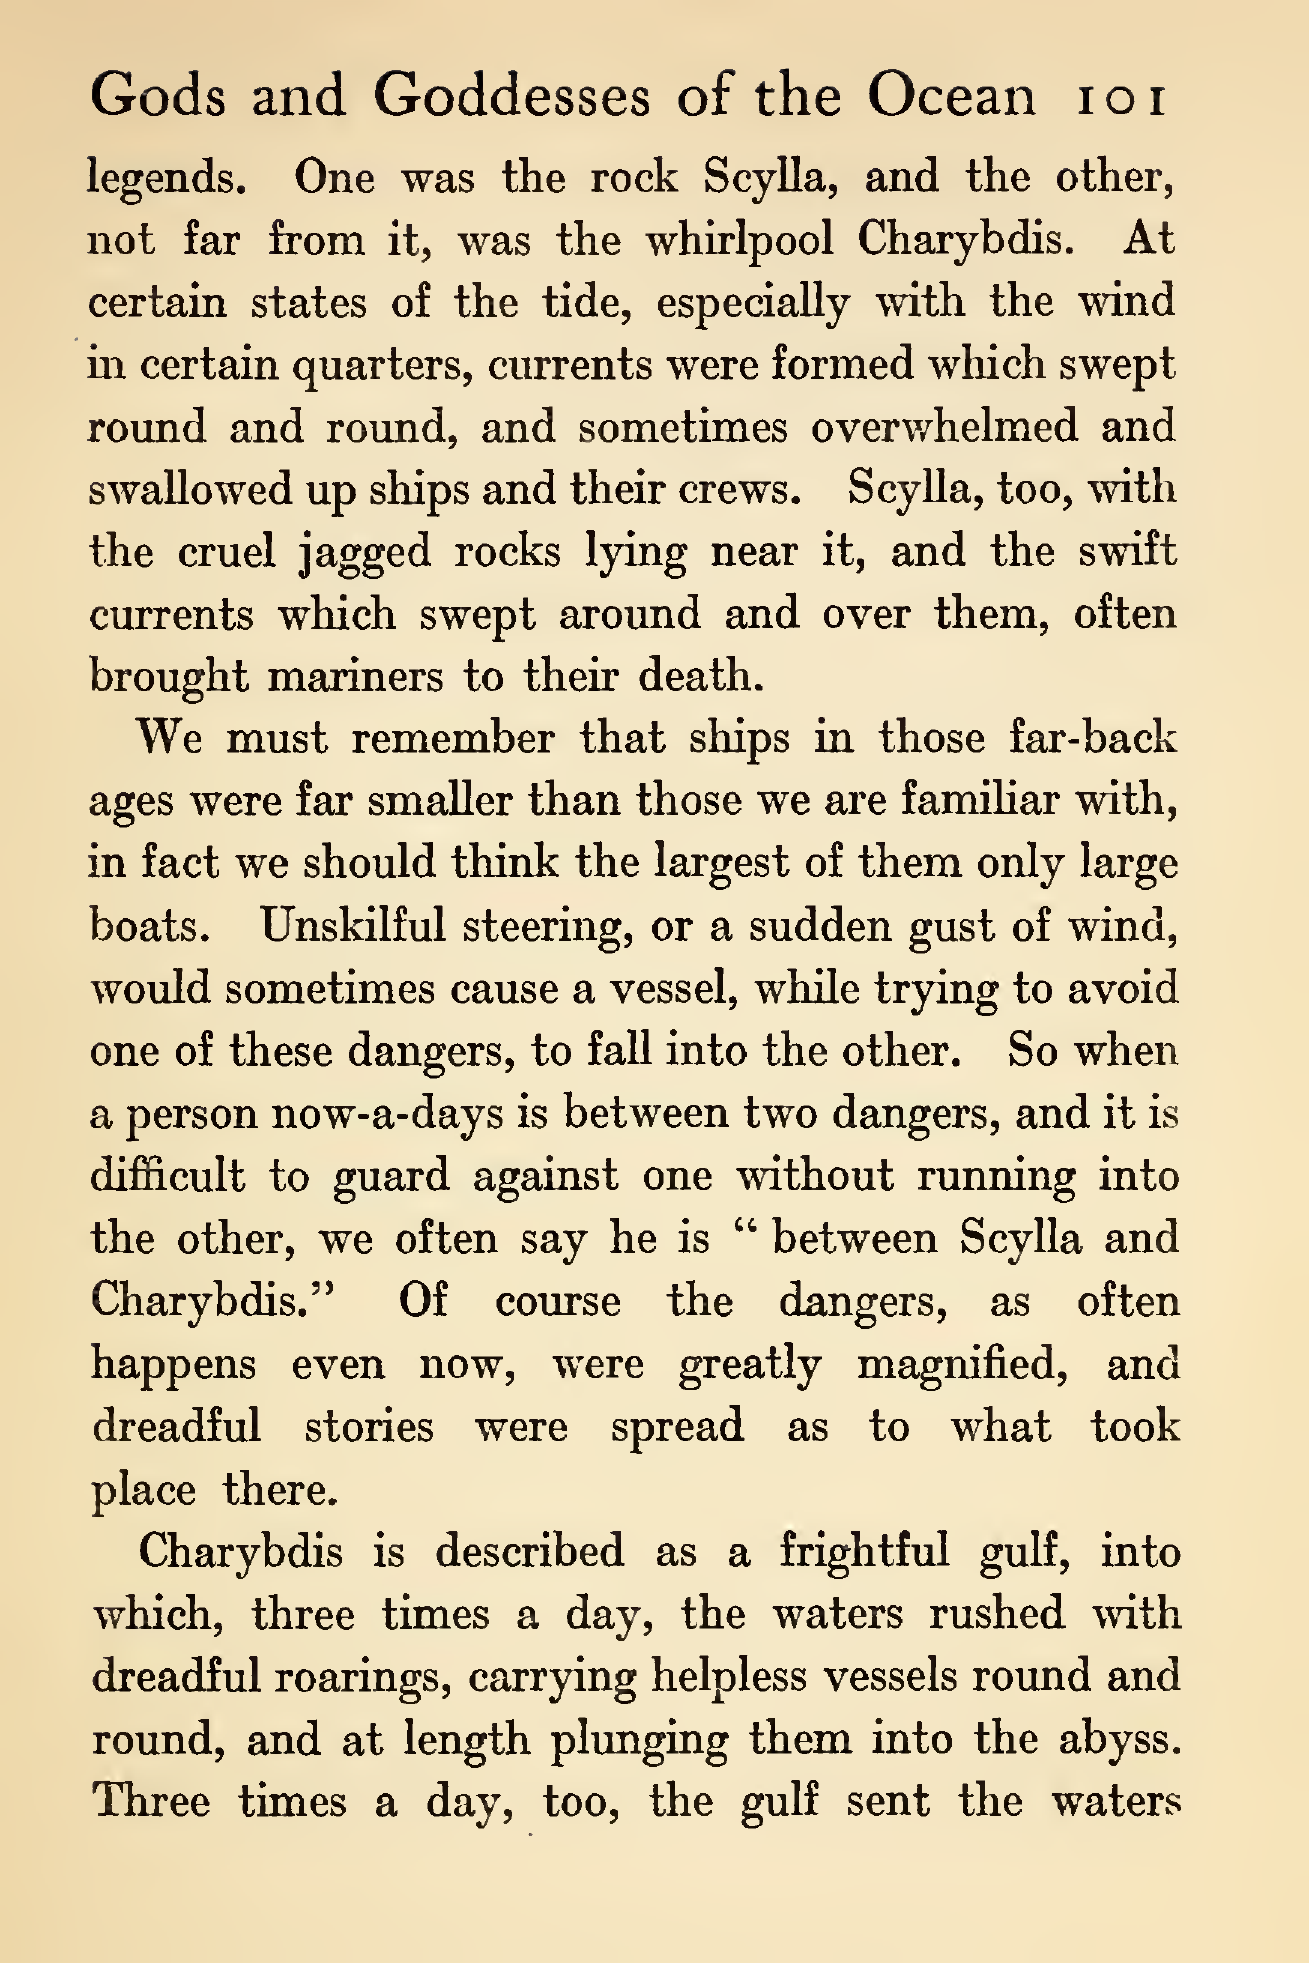 Gods and Goddesses of the Ocean 101
legends. One was the rock Scylla, and the other,
not far from it, was the whirlpool Charybdis. At
certain states of the tide, especially with the wind
in certain quarters, currents were formed which swept
round and round, and sometimes overwhelmed and
swallowed up ships and their crews. Scylla, too, with
the cruel jagged rocks lying near it, and the swift
currents which swept around and over them, often
brought mariners to their death.
We must remember that ships in those far-back
ages were far smaller than those we are familiar with,
in fact we should think the largest of them only large
boats. Unskilful steering, or a sudden gust of wind,
would sometimes cause a vessel, while trying to avoid
one of these dangers, to fall into the other. So when
a person now-a-days is between two dangers, and it is
difficult to guard against one without running into
the other, we often say he is “ between Scylla and
Charybdis.” Of course the dangers, as often
happens even now, were greatly magnified, and
dreadful stories were spread as to what took
place there.
Charybdis is described as a frightful gulf, into
which, three times a day, the waters rushed with
dreadful roarings, carrying helpless vessels round and
round, and at length plunging them into the abyss.
Three times a day, too, the gulf sent the waters